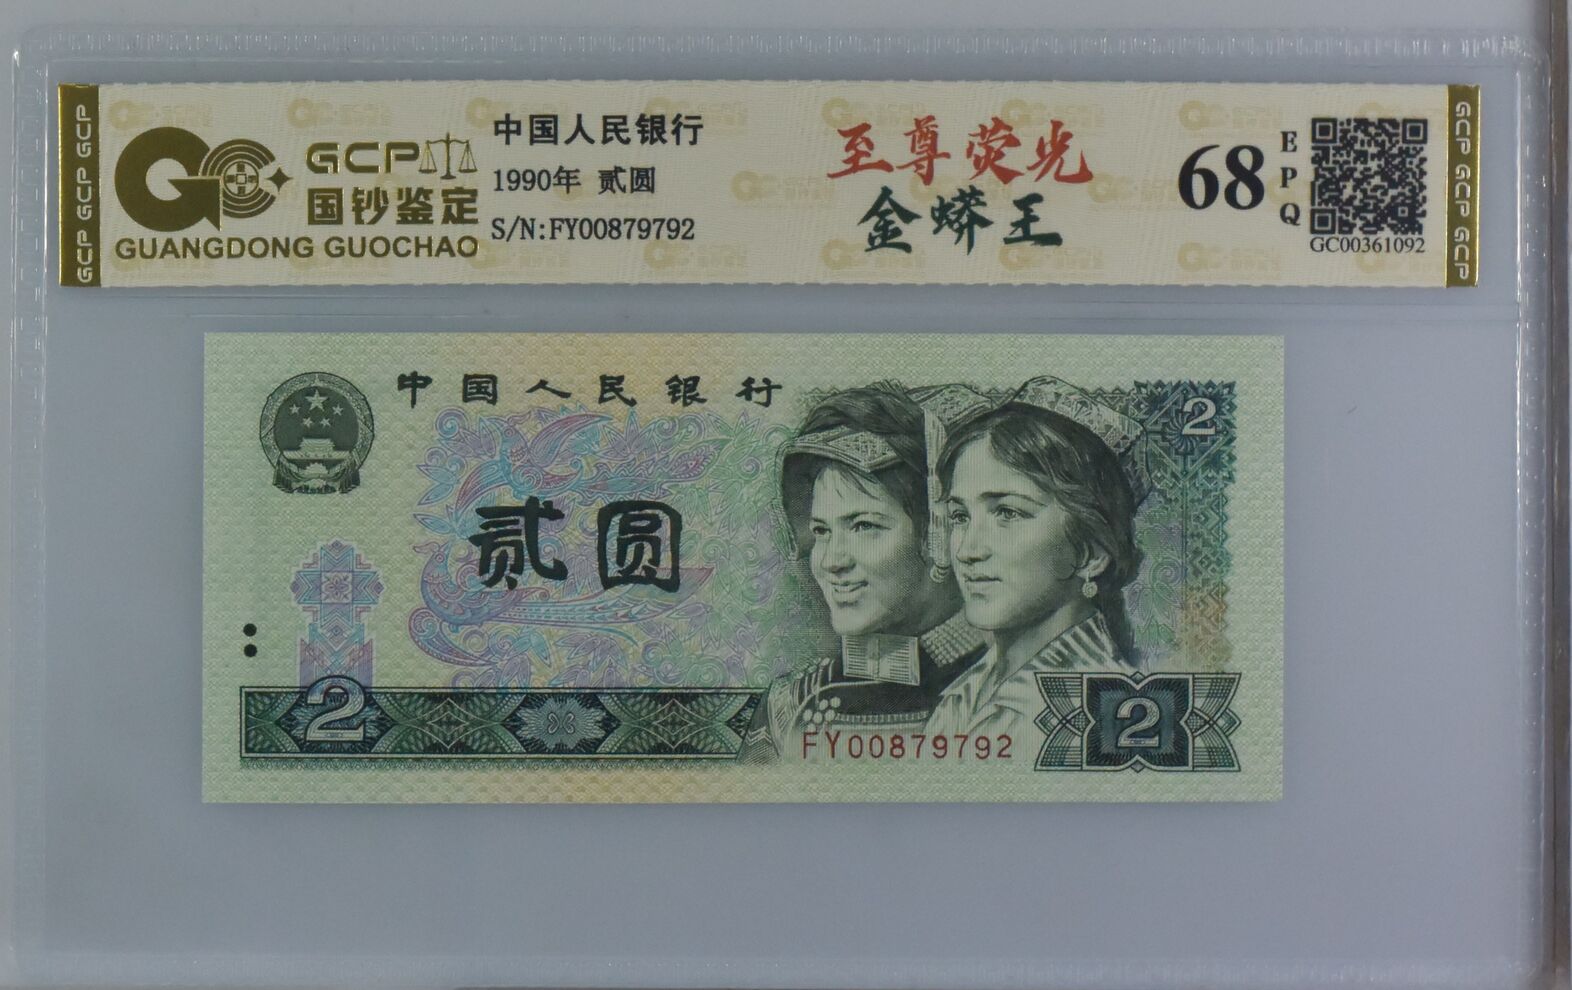 GCP GCP GCP
GCP
国钞鉴定
GUANGDONG GUOCHAO
中国人民银行
1990年 贰圆
S/N:FY00879792
至尊荧光
金蟒王
68
EPQ
GC00361092
GCP GCP GCP
中国人民银行
2
贰圆
2
FY00879792
2